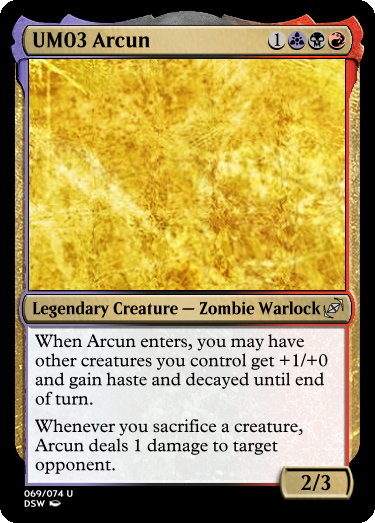 UM03 Arcun
1
Legendary Creature — Zombie Warlock
When Arcun enters, you may have
other creatures you control get +1/+0
and gain haste and decayed until end
of turn.
Whenever you sacrifice a creature,
Arcun deals 1 damage to target
opponent.
2/3
069/074 U
DSW